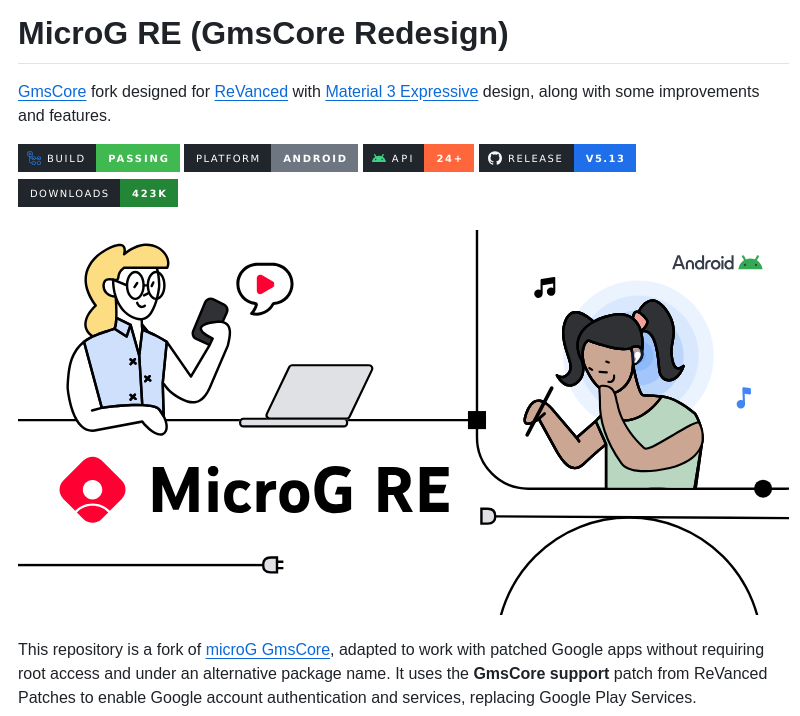 MicroG RE (GmsCore Redesign)
GmsCore fork designed for ReVanced with Material 3 Expressive design, along with some improvements
and features.
BUILD PASSING PLATFORM ANDROID API 24+ RELEASE V5.13
DOWNLOADS 423K
Android
MicroG RE
This repository is a fork of microG GmsCore, adapted to work with patched Google apps without requiring
root access and under an alternative package name. It uses the GmsCore support patch from ReVanced
Patches to enable Google account authentication and services, replacing Google Play Services.